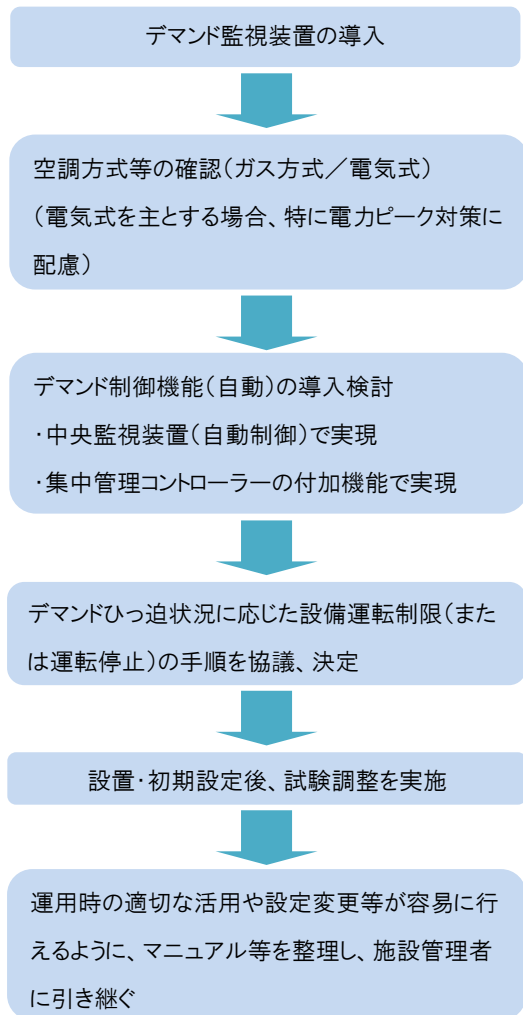 デマンド監視装置の導入
空調方式等の確認（ガス方式／電気式）
（電気式を主とする場合、特に電力ピーク対策に
配慮）
デマンド制御機能（自動）の導入検討
・中央監視装置（自動制御）で実現
・集中管理コントローラーの付加機能で実現
デマンドひっ迫状況に応じた設備運転制限（また
は運転停止）の手順を協議、決定
設置・初期設定後、試験調整を実施
運用時の適切な活用や設定変更等が容易に行
えるように、マニュアル等を整理し、施設管理者
に引き継ぐ